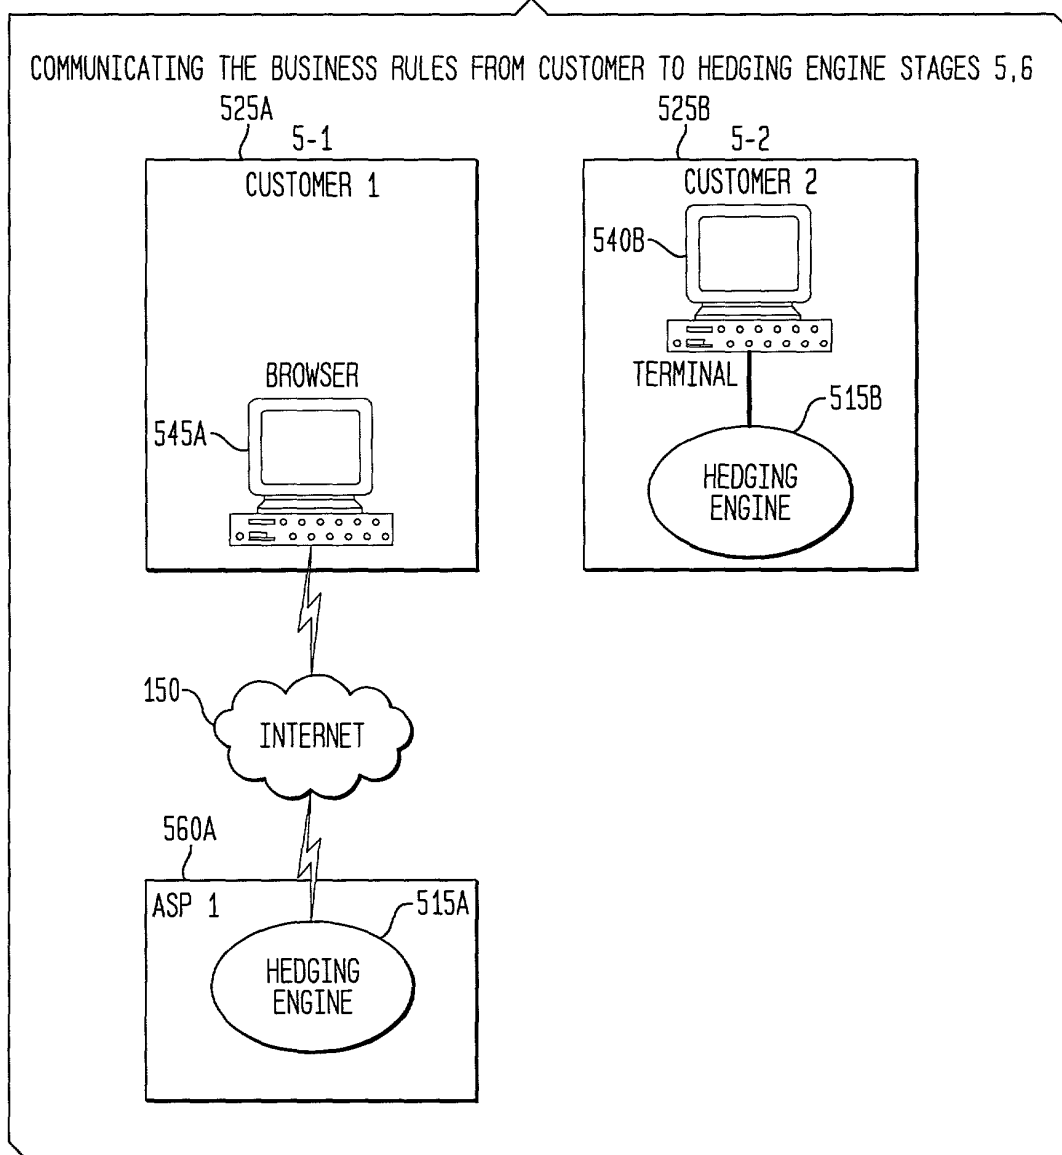 COMMUNICATING THE BUSINESS RULES FROM CUSTOMER TO HEDGING ENGINE STAGES 5,6
525A
5-1
CUSTOMER 1
BROWSER
545A
150
INTERNET
560A
ASP 1
515A
HEDGING
ENGINE
525B
5-2
CUSTOMER 2
540B
TERMINAL
515B
HEDGING
ENGINE